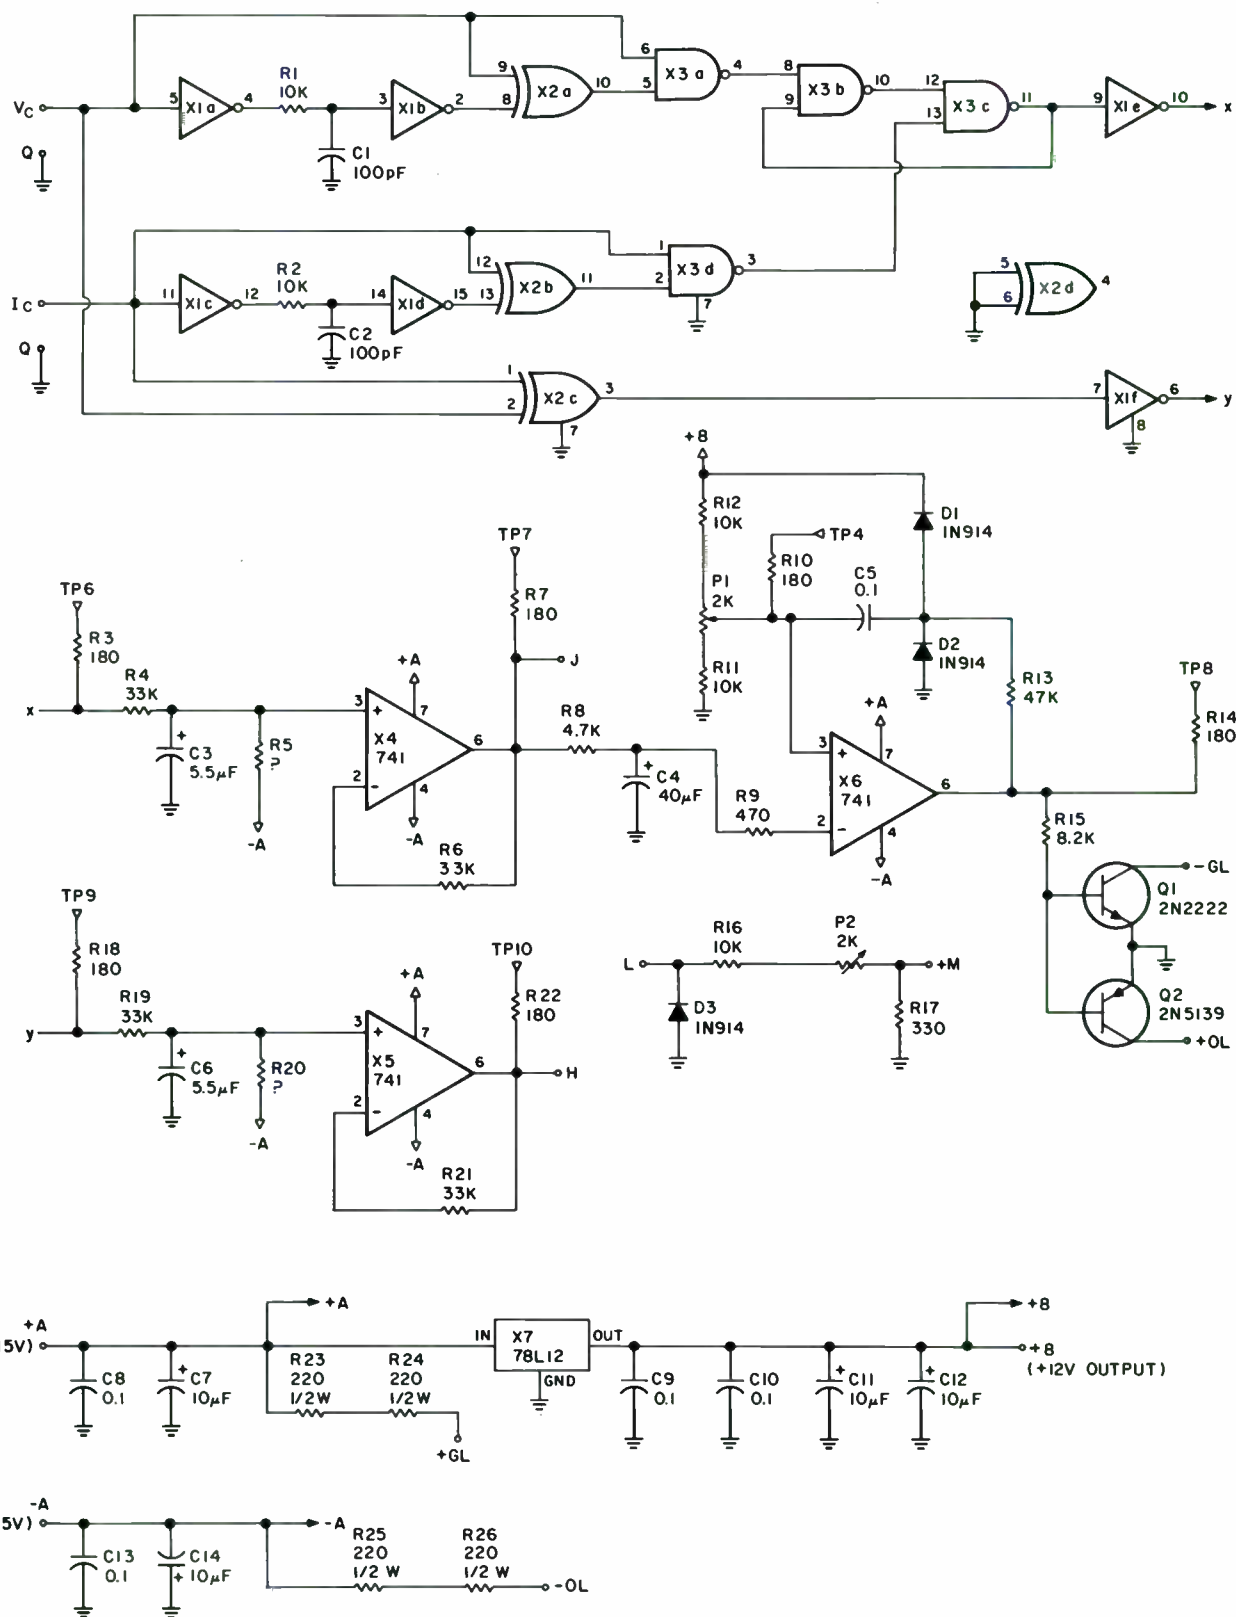 VC
Q
5 X1a 4
R1
10K
C1
100pF
3 X1b 2
9
8
X2a 10
6
5
X3a 4
8
9
X3b 10
12
13
X3c 11
9 X1e 10
x
IC
Q
11 X1c 12
R2
10K
C2
100pF
14 X1d 15
12
13
X2b 11
1
2
X3d 3
7
5
6
X2d 4
1
2
X2c 3
7
7 X1f 6
8
y
TP6
R3
180
x
R4
33K
+
C3
5.5µF
R5
?
-A
+A
3 +
X4
741
7
6
2 -
4
-A
R6
33K
TP7
R7
180
J
R8
4.7K
+
C4
40µF
R9
470
+8
R12
10K
P1
2K
R11
10K
TP4
R10
180
C5
0.1
D1
1N914
D2
1N914
+A
3 +
X6
741
7
6
2 -
4
-A
R13
47K
TP8
R14
180
R15
8.2K
-GL
Q1
2N2222
Q2
2N5139
+OL
L
R16
10K
P2
2K
+M
D3
1N914
R17
330
TP9
R18
180
y
R19
33K
+
C6
5.5µF
R20
?
-A
+A
3 +
X5
741
7
6
2 -
4
-A
R21
33K
TP10
R22
180
H
+A
5V)
C8
0.1
+
C7
10µF
+A
R23
220
1/2W
R24
220
1/2W
+GL
IN X7 OUT
78L12
GND
C9
0.1
C10
0.1
+
C11
10µF
+
C12
10µF
+8
+8
(+12V OUTPUT)
-A
5V)
C13
0.1
C14
+ 10µF
-A
R25
220
1/2 W
R26
220
1/2 W
-OL